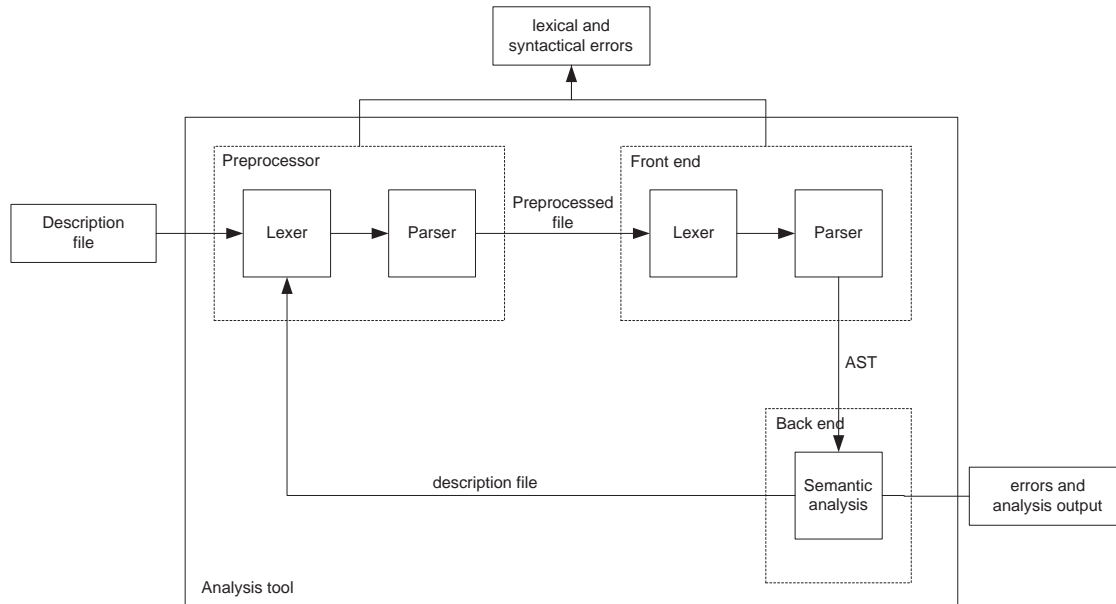 lexical and
syntactical errors
Preprocessor
Front end
Description
file
Lexer
Parser
Preprocessed
file
Lexer
Parser
AST
Back end
description file
Semantic
analysis
errors and
analysis output
Analysis tool